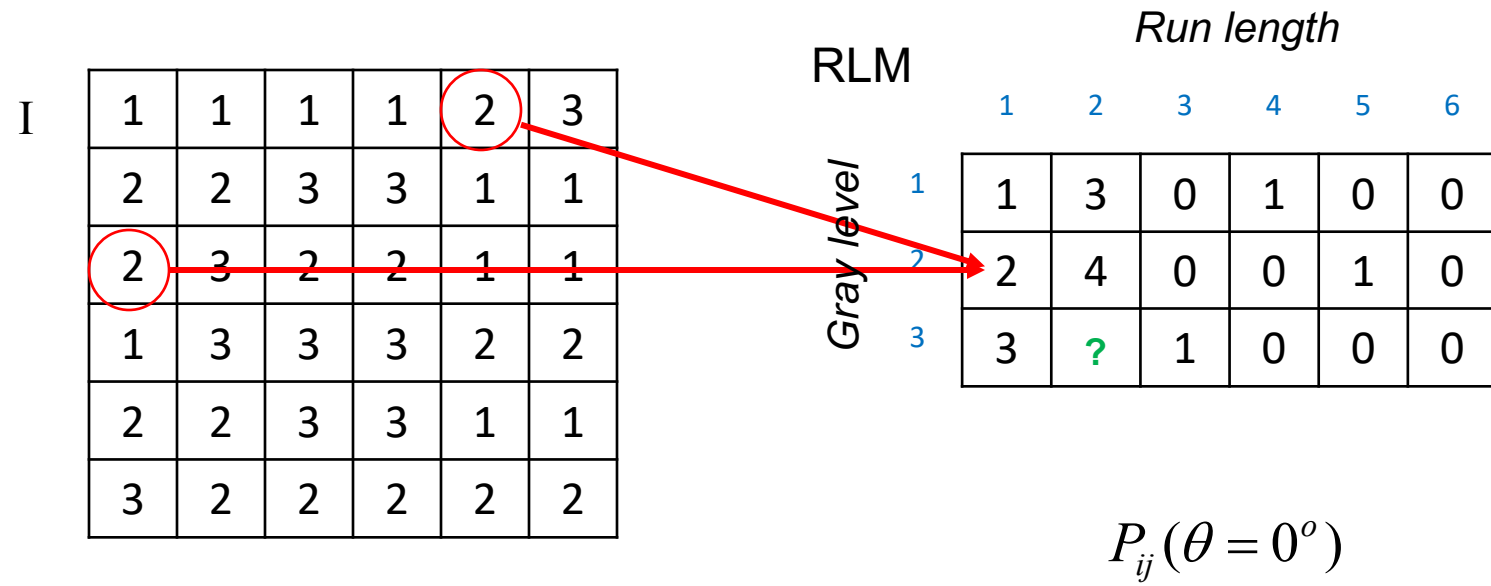 I
1 1 1 1 2 3
2 2 3 3 1 1
2 3 2 2 1 1
1 3 3 3 2 2
2 2 3 3 1 1
3 2 2 2 2 2
RLM
Run length
1 2 3 4 5 6
Gray level
1 1 3 0 1 0 0
2 2 4 0 0 1 0
3 3 ? 1 0 0 0
P_{ij}(θ = 0^o)